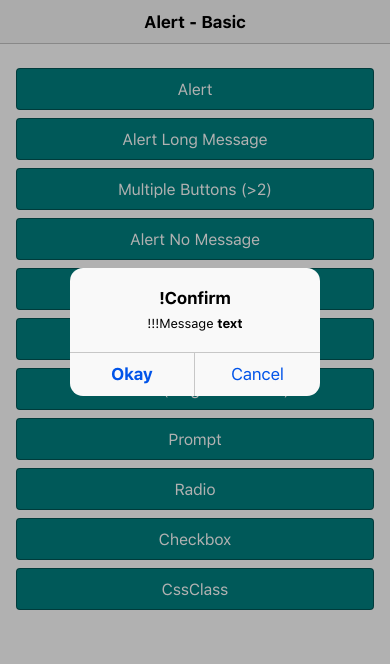 Alert - Basic
Alert
Alert Long Message
Multiple Buttons (>2)
Alert No Message
!Confirm
!!!Message text
Okay Cancel
Prompt
Radio
Checkbox
CssClass